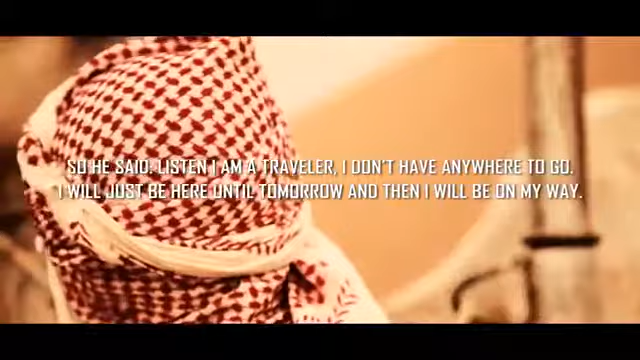 SO HE SAID: LISTEN I AM A TRAVELER, I DON'T HAVE ANYWHERE TO GO.
I WILL JUST BE HERE UNTIL TOMORROW AND THEN I WILL BE ON MY WAY.